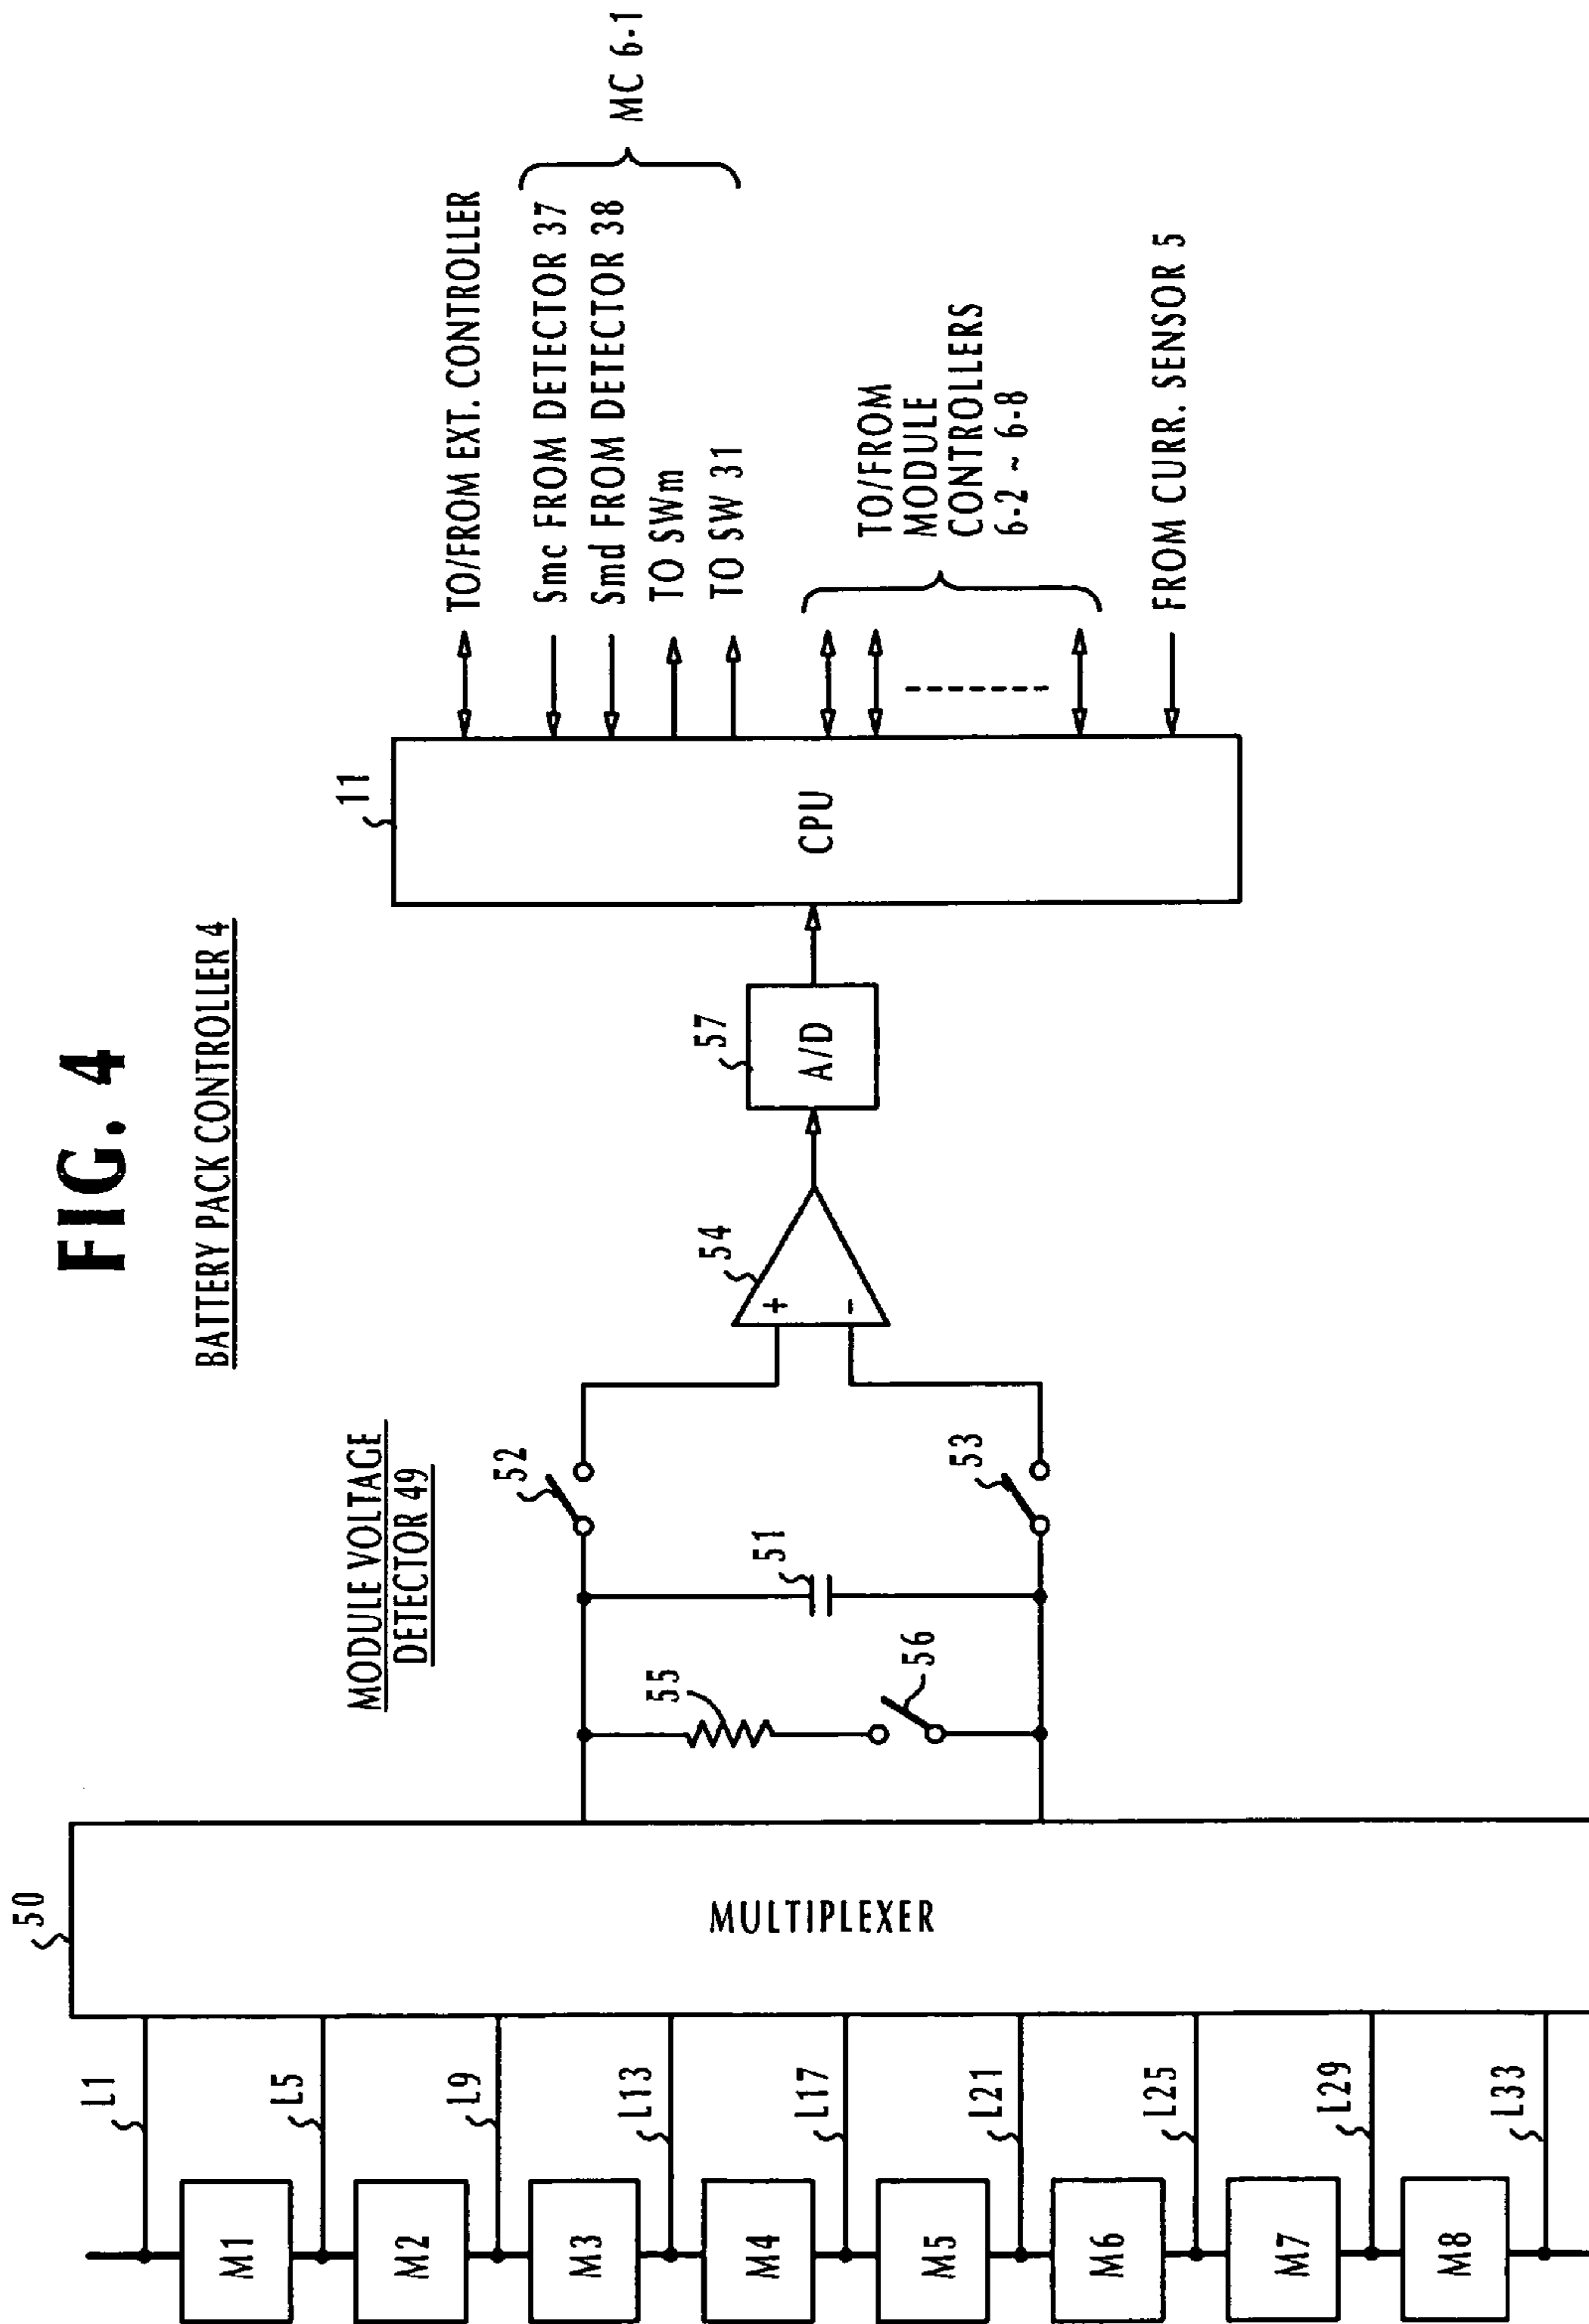 FIG. 4
BATTERY PACK CONTROLLER 4
MODULE VOLTAGE
DETECTOR 49
50
MULTIPLEXER
L1
L5
L9
L13
L17
L21
L25
L29
L33
M1
M2
M3
M4
M5
M6
M7
M8
55
56
51
52
53
54
+
-
57
A/D
11
CPU
TO/FROM EXT. CONTROLLER
Smc FROM DETECTOR 37
Smd FROM DETECTOR 38
TO SWm
TO SW 31
MC 6-1
TO/FROM
MODULE
CONTROLLERS
6-2 ~ 6-8
FROM CURR. SENSOR 5